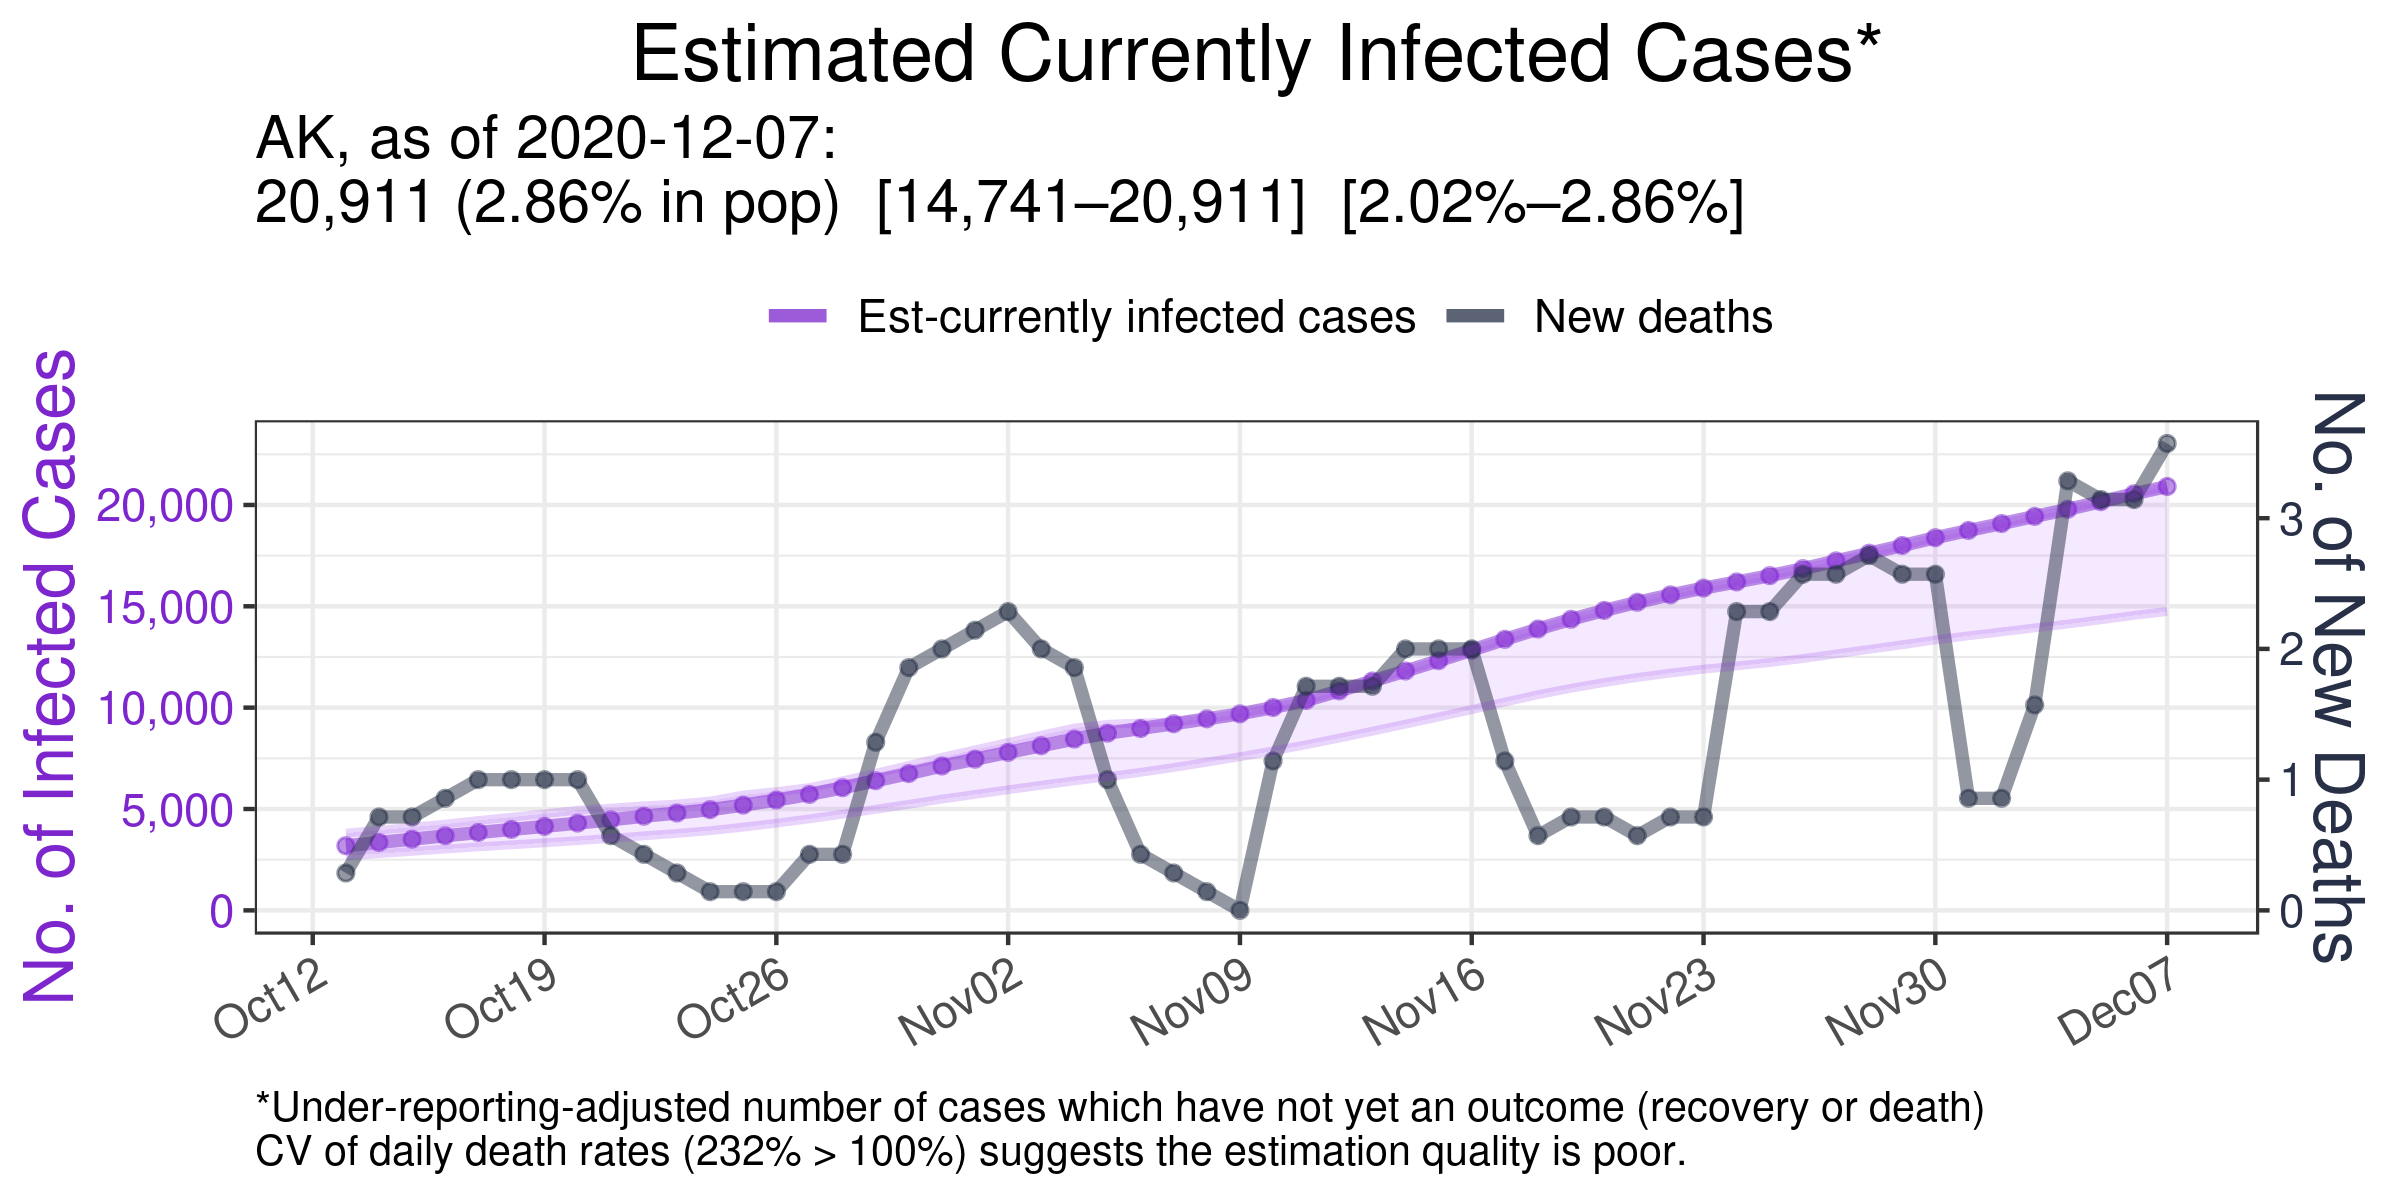 Estimated Currently Infected Cases*
AK, as of 2020-12-07:
20,911 (2.86% in pop)  [14,741–20,911]  [2.02%–2.86%]
Est-currently infected cases
New deaths
No. of Infected Cases
20,000
15,000
10,000
5,000
0
No. of New Deaths
3
2
1
0
Oct12
Oct19
Oct26
Nov02
Nov09
Nov16
Nov23
Nov30
Dec07
*Under-reporting-adjusted number of cases which have not yet an outcome (recovery or death)
CV of daily death rates (232% > 100%) suggests the estimation quality is poor.